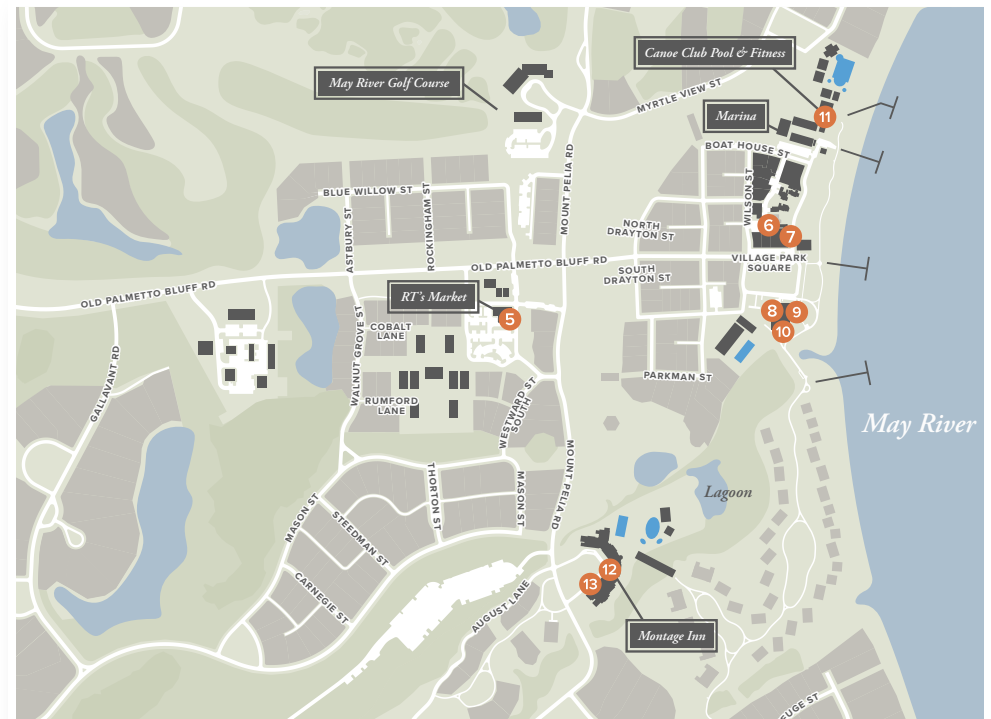 Canoe Club Pool & Fitness
May River Golf Course
MYRTLE VIEW ST
11
Marina
BOAT HOUSE ST
MOUNT PELIA RD
BLUE WILLOW ST
ASTBURY ST
ROCKINGHAM ST
WILSON ST
NORTH
DRAYTON ST
6
7
OLD PALMETTO BLUFF RD
VILLAGE PARK
SQUARE
SOUTH
DRAYTON ST
OLD PALMETTO BLUFF RD
RT's Market
5
8
9
10
COBALT
LANE
WALNUT GROVE ST
GALLAVANT RD
PARKMAN ST
RUMFORD
LANE
WESTWARD ST
SOUTH
May River
MOUNT PELIA RD
THORTON ST
MASON ST
Lagoon
MASON ST
STEEDMAN ST
CARNEGIE ST
12
13
AUGUST LANE
Montage Inn
FUGE ST